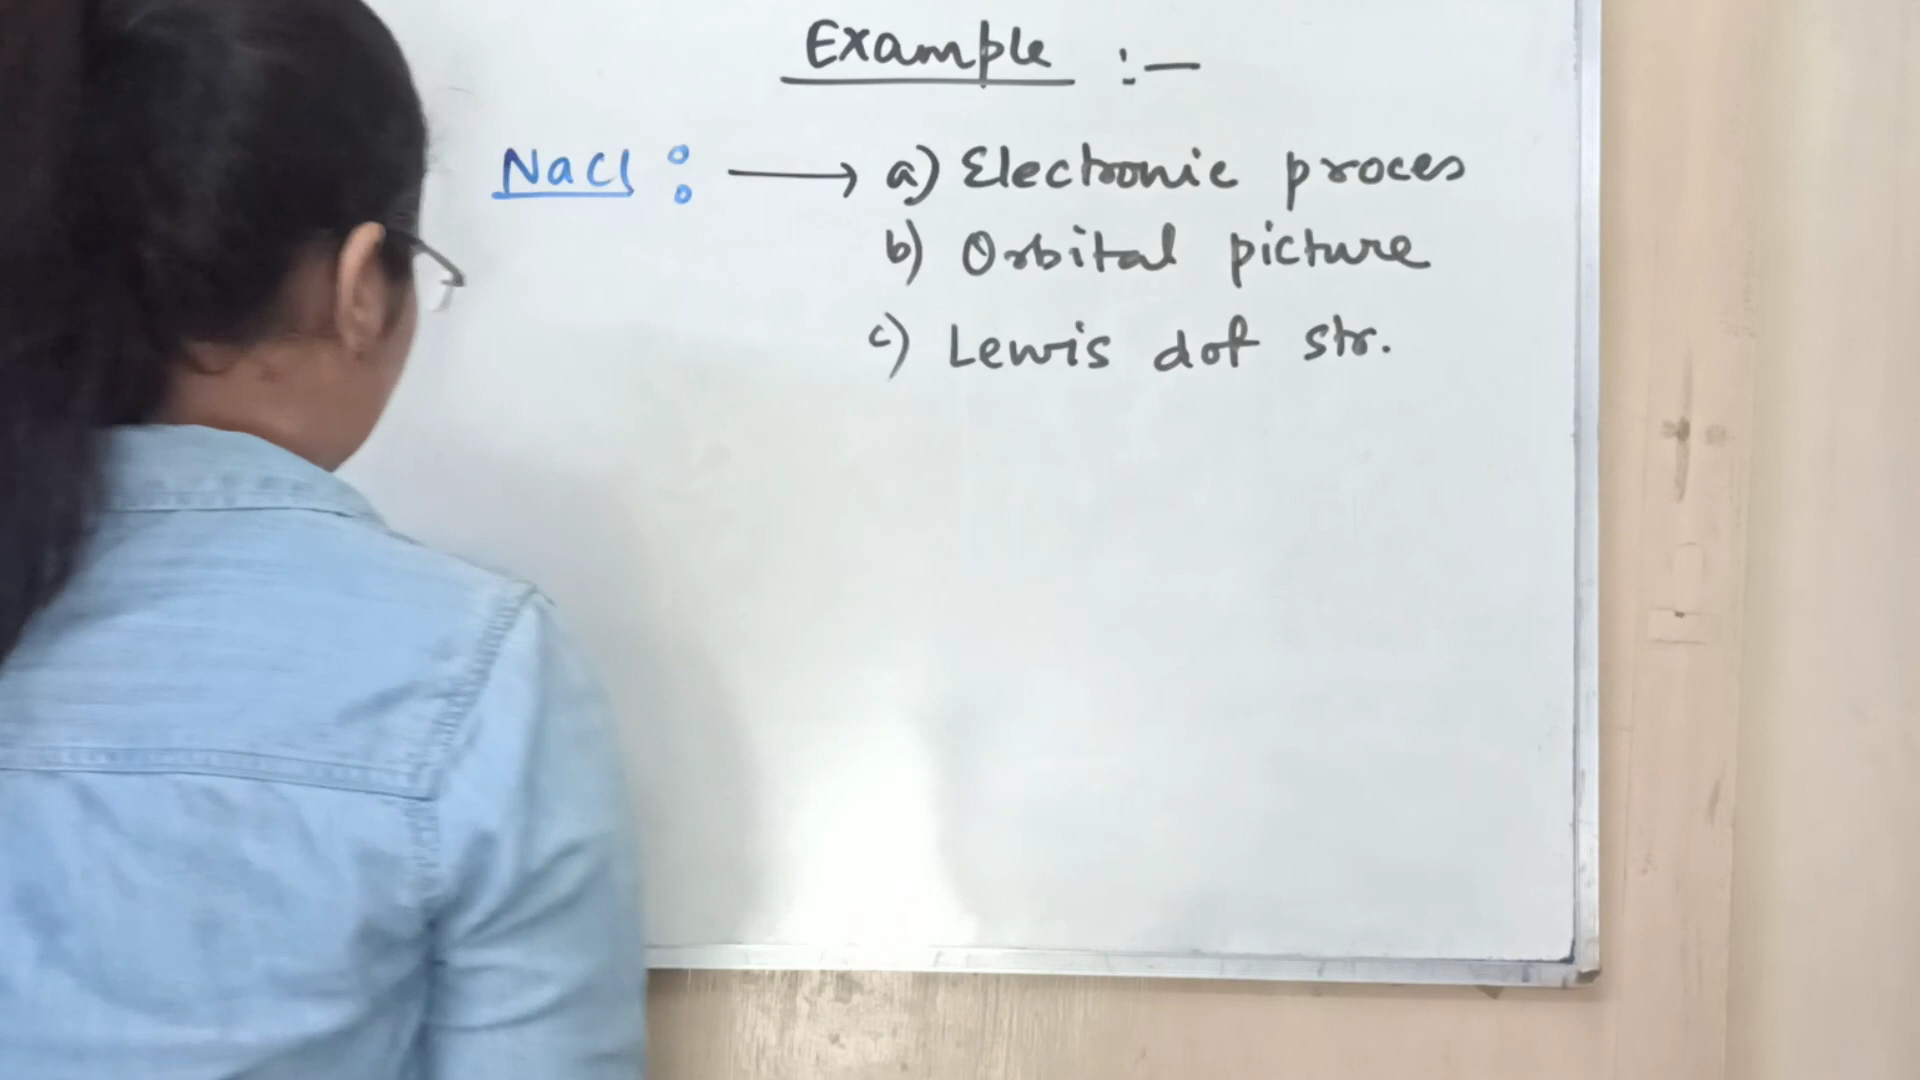 Example :-
NaCl : → a) Electronic proces
b) Orbital picture
c) Lewis dot str.